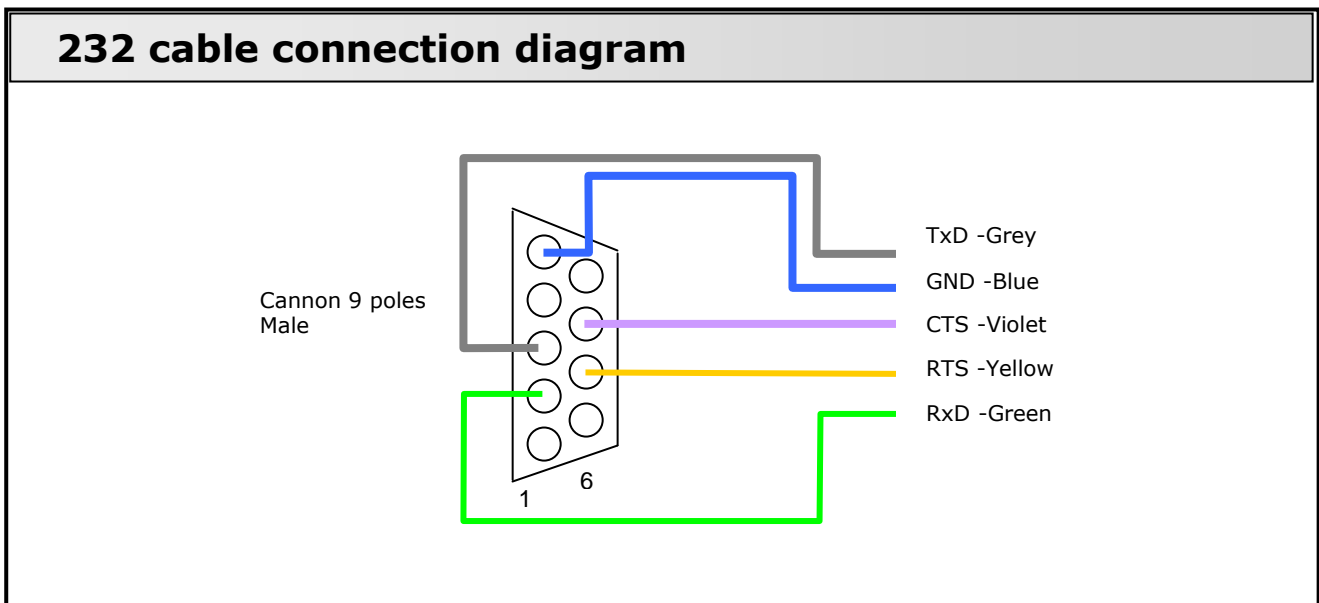 232 cable connection diagram
Cannon 9 poles
Male
TxD -Grey
GND -Blue
CTS -Violet
RTS -Yellow
RxD -Green
1
6